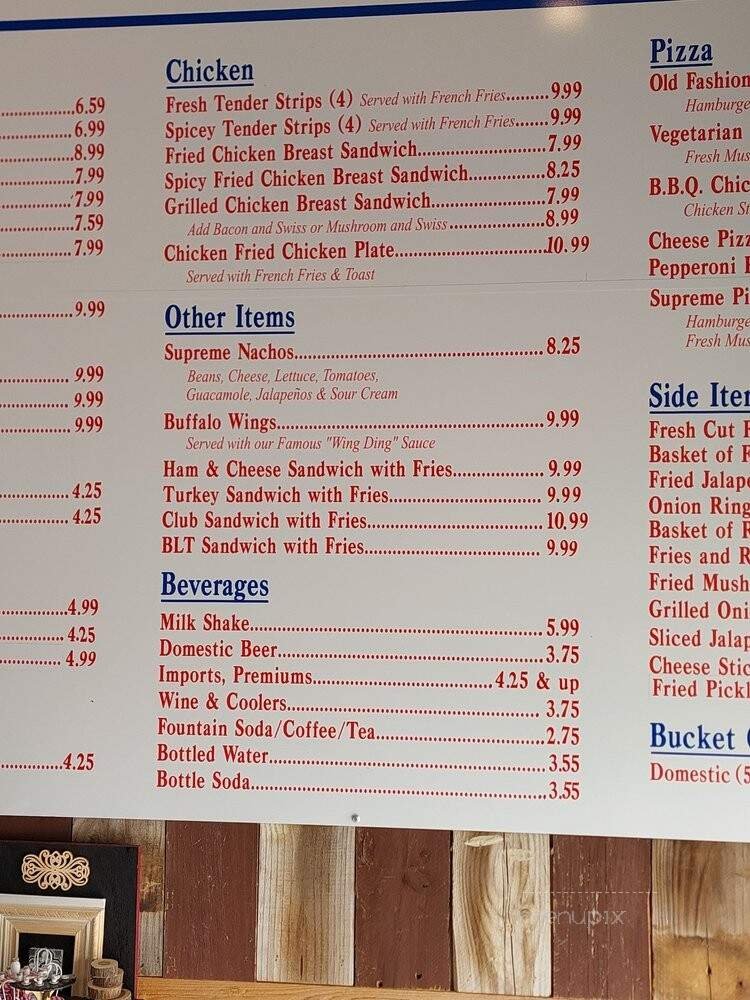 .....6.59
.....6.99
.....8.99
.....7.99
.....7.99
.....7.59
.....7.99
.....9.99
.....9.99
.....9.99
.....9.99
.....4.25
.....4.25
.....4.99
.....4.25
.....4.99
.....4.25
Chicken
Fresh Tender Strips (4) Served with French Fries.....9.99
Spicey Tender Strips (4) Served with French Fries.....9.99
Fried Chicken Breast Sandwich.....7.99
Spicy Fried Chicken Breast Sandwich.....8.25
Grilled Chicken Breast Sandwich.....7.99
Add Bacon and Swiss or Mushroom and Swiss.....8.99
Chicken Fried Chicken Plate.....10.99
Served with French Fries & Toast
Other Items
Supreme Nachos.....8.25
Beans, Cheese, Lettuce, Tomatoes,
Guacamole, Jalapeños & Sour Cream
Buffalo Wings.....9.99
Served with our Famous "Wing Ding" Sauce
Ham & Cheese Sandwich with Fries.....9.99
Turkey Sandwich with Fries.....9.99
Club Sandwich with Fries.....10.99
BLT Sandwich with Fries.....9.99
Beverages
Milk Shake.....5.99
Domestic Beer.....3.75
Imports, Premiums.....4.25 & up
Wine & Coolers.....3.75
Fountain Soda/Coffee/Tea.....2.75
Bottled Water.....3.55
Bottle Soda.....3.55
Pizza
Old Fashion
Hamburge
Vegetarian
Fresh Mus
B.B.Q. Chic
Chicken St
Cheese Pizz
Pepperoni
Supreme Pi
Hamburge
Fresh Mus
Side Iter
Fresh Cut
Basket of
Fried Jalape
Onion Ring
Basket of
Fries and
Fried Mush
Grilled Oni
Sliced Jalap
Cheese Stic
Fried Pickl
Bucket
Domestic (5
menupix